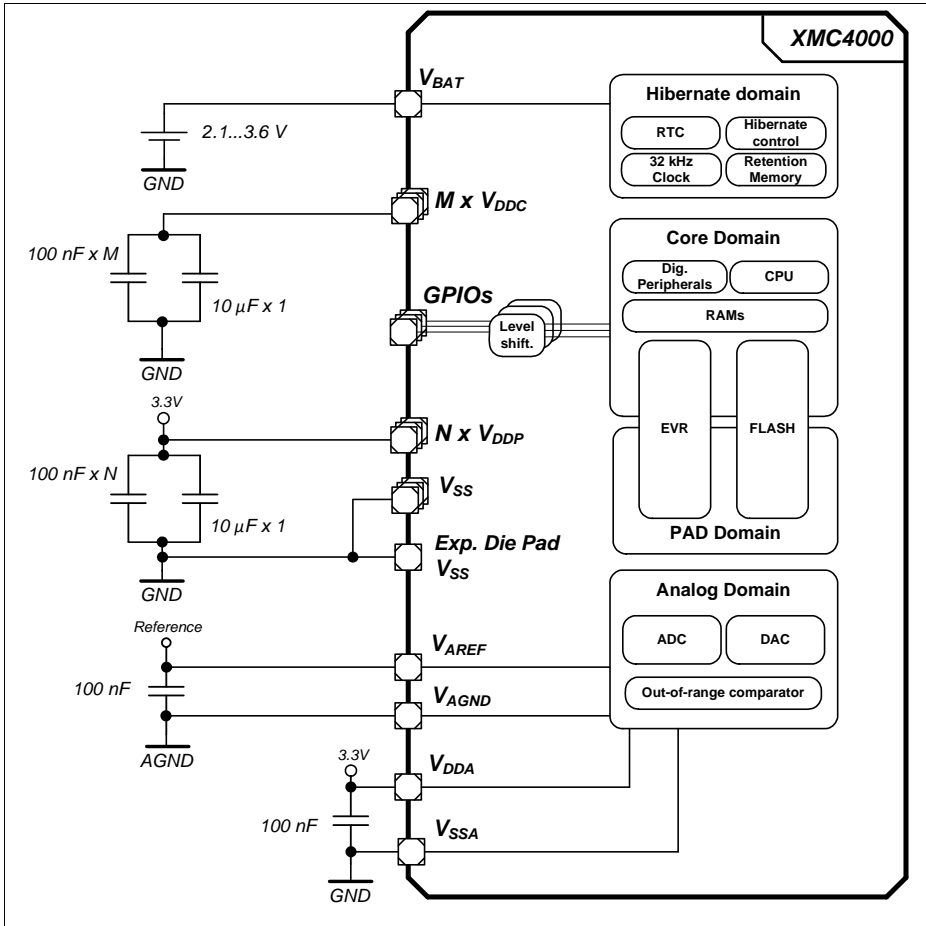 XMC4000
VBAT
Hibernate domain
RTC
Hibernate
control
32 kHz
Clock
Retention
Memory
2.1...3.6 V
GND
M x VDDC
100 nF x M
10 µF x 1
GND
Core Domain
Dig.
Peripherals
CPU
RAMs
GPIOs
Level
shift.
EVR
FLASH
PAD Domain
3.3V
N x VDDP
100 nF x N
10 µF x 1
VSS
Exp. Die Pad
VSS
GND
Analog Domain
ADC
DAC
Out-of-range comparator
Reference
VAREF
100 nF
VAGND
AGND
3.3V
VDDA
100 nF
VSSA
GND